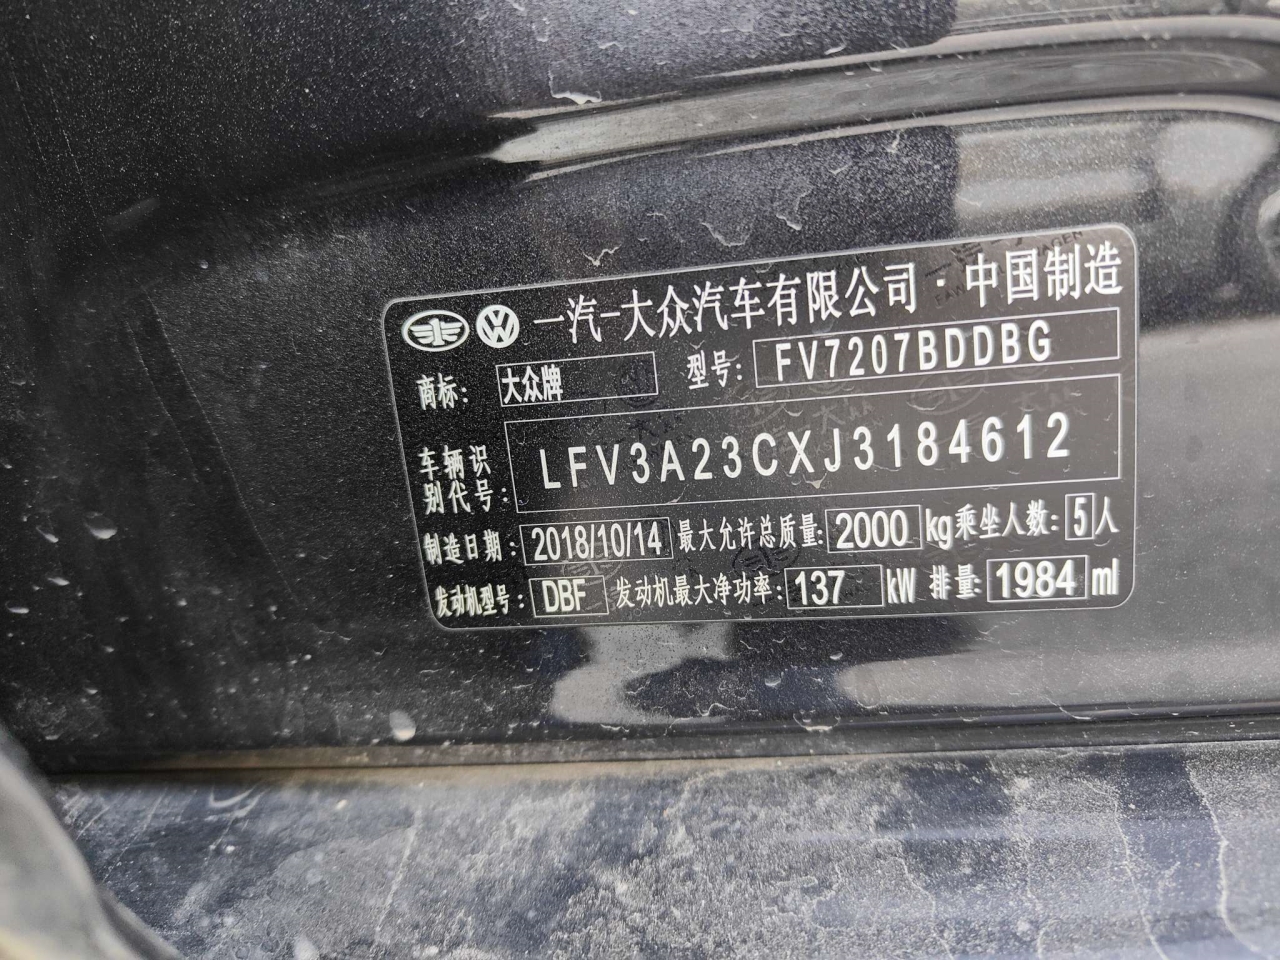 一汽-大众汽车有限公司·中国制造
商标: 大众牌 型号: FV7207BDDBG
车辆识别代号: LFV3A23CXJ3184612
制造日期: 2018/10/14 最大允许总质量: 2000 kg 乘坐人数: 5 人
发动机型号: DBF 发动机最大净功率: 137 kW 排量: 1984 ml